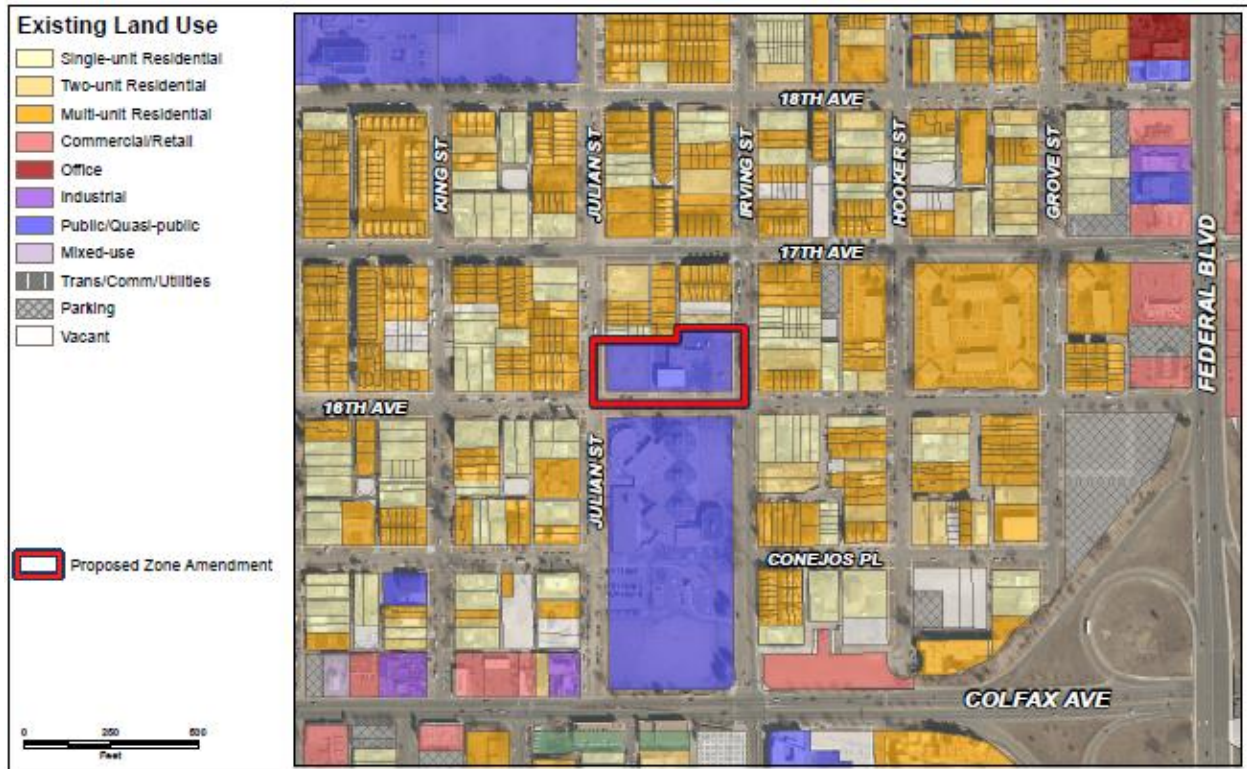 Existing Land Use
Single-unit Residential
Two-unit Residential
Multi-unit Residential
Commercial/Retail
Office
Industrial
Public/Quasi-public
Mixed-use
Trans/Comm/Utilities
Parking
Vacant
Proposed Zone Amendment
0 250 500
Feet
18TH AVE
KING ST
JULIAN ST
IRVING ST
HOOKER ST
GROVE ST
17TH AVE
FEDERAL BLVD
16TH AVE
JULIAN ST
CONEJOS PL
COLFAX AVE